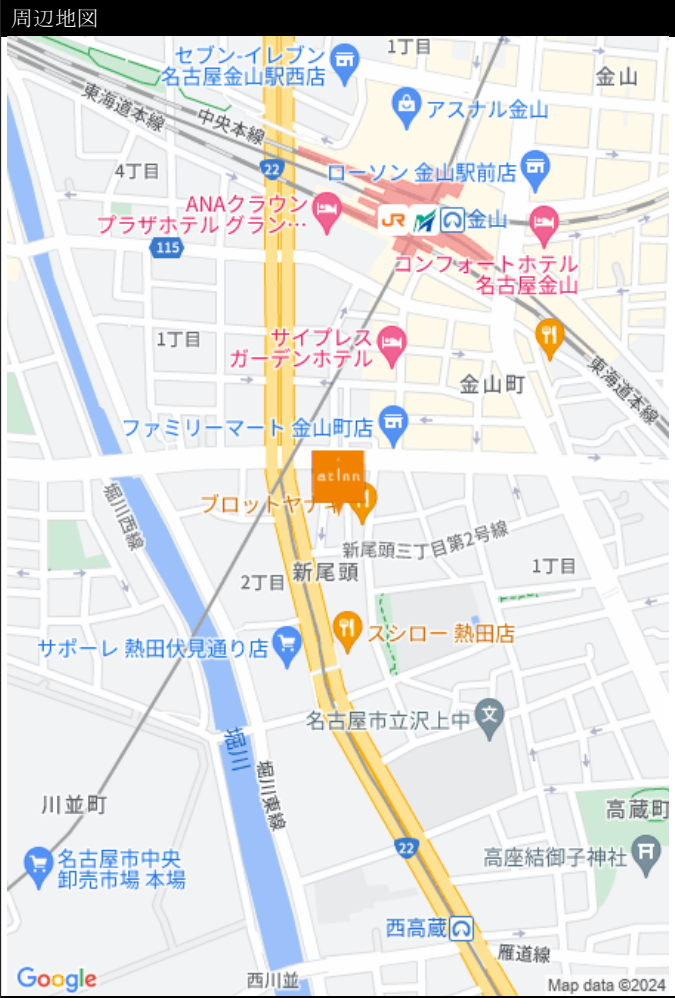 周辺地図
1丁目
セブン-イレブン
名古屋金山駅西店
金山
東海道本線
中央本線
アスナル金山
4丁目
22
ローソン 金山駅前店
ANAクラウン
プラザホテル グラン…
JR
金山
115
コンフォートホテル
名古屋金山
1丁目
サイプレス
ガーデンホテル
東海道本線
金山町
ファミリーマート 金山町店
at inn
堀川西線
ブロットヤナギ
新尾頭三丁目第2号線
2丁目
新尾頭
1丁目
サポーレ 熱田伏見通り店
スシロー 熱田店
名古屋市立沢上中
文
堀川
堀川東線
川並町
高蔵町
22
名古屋市中央
卸売市場 本場
高座結御子神社
西高蔵
雁道線
Google
西川並
Map data ©2024